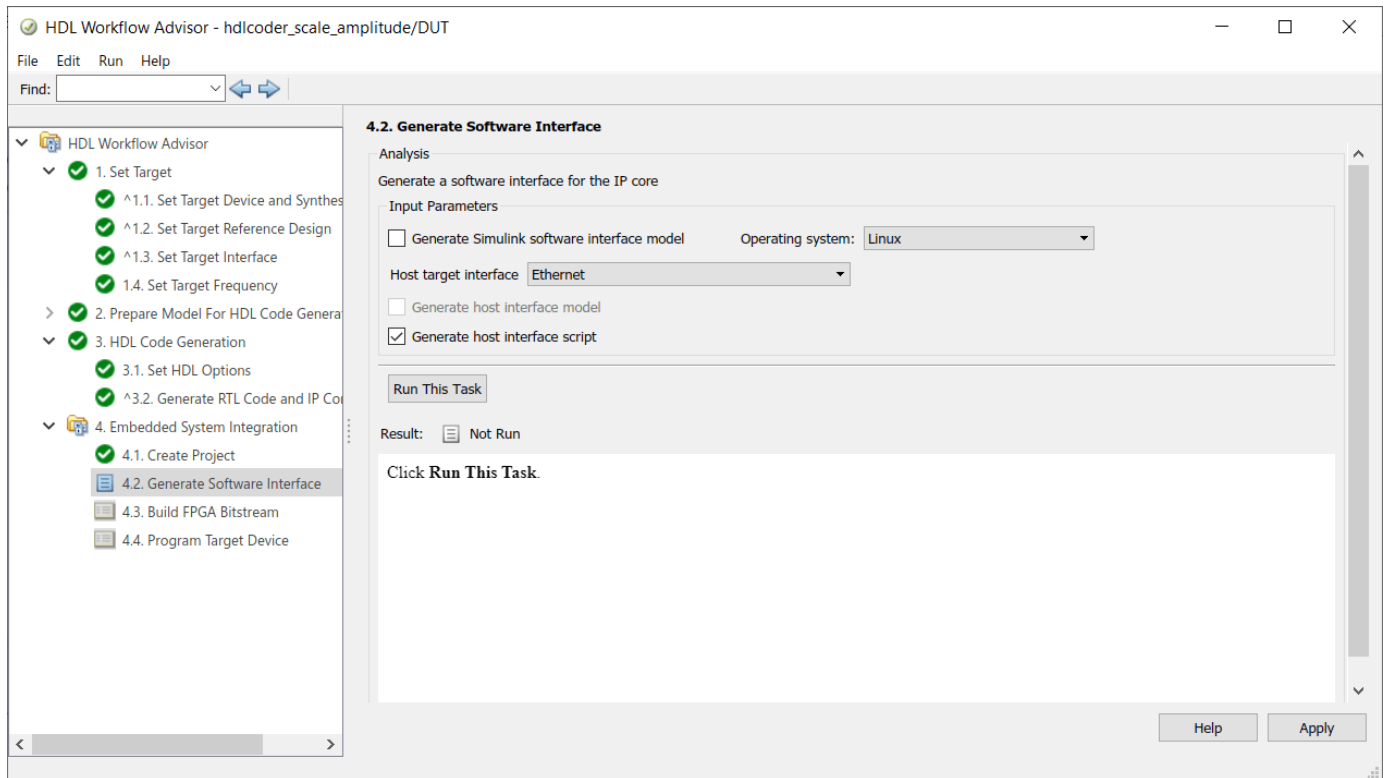 HDL Workflow Advisor - hdlcoder_scale_amplitude/DUT
File Edit Run Help
Find:
HDL Workflow Advisor
1. Set Target
^1.1. Set Target Device and Synthes
^1.2. Set Target Reference Design
^1.3. Set Target Interface
1.4. Set Target Frequency
2. Prepare Model For HDL Code Genera
3. HDL Code Generation
3.1. Set HDL Options
^3.2. Generate RTL Code and IP Co
4. Embedded System Integration
4.1. Create Project
4.2. Generate Software Interface
4.3. Build FPGA Bitstream
4.4. Program Target Device
4.2. Generate Software Interface
Analysis
Generate a software interface for the IP core
Input Parameters
Generate Simulink software interface model Operating system: Linux
Host target interface Ethernet
Generate host interface model
Generate host interface script
Run This Task
Result: Not Run
Click Run This Task.
Help Apply